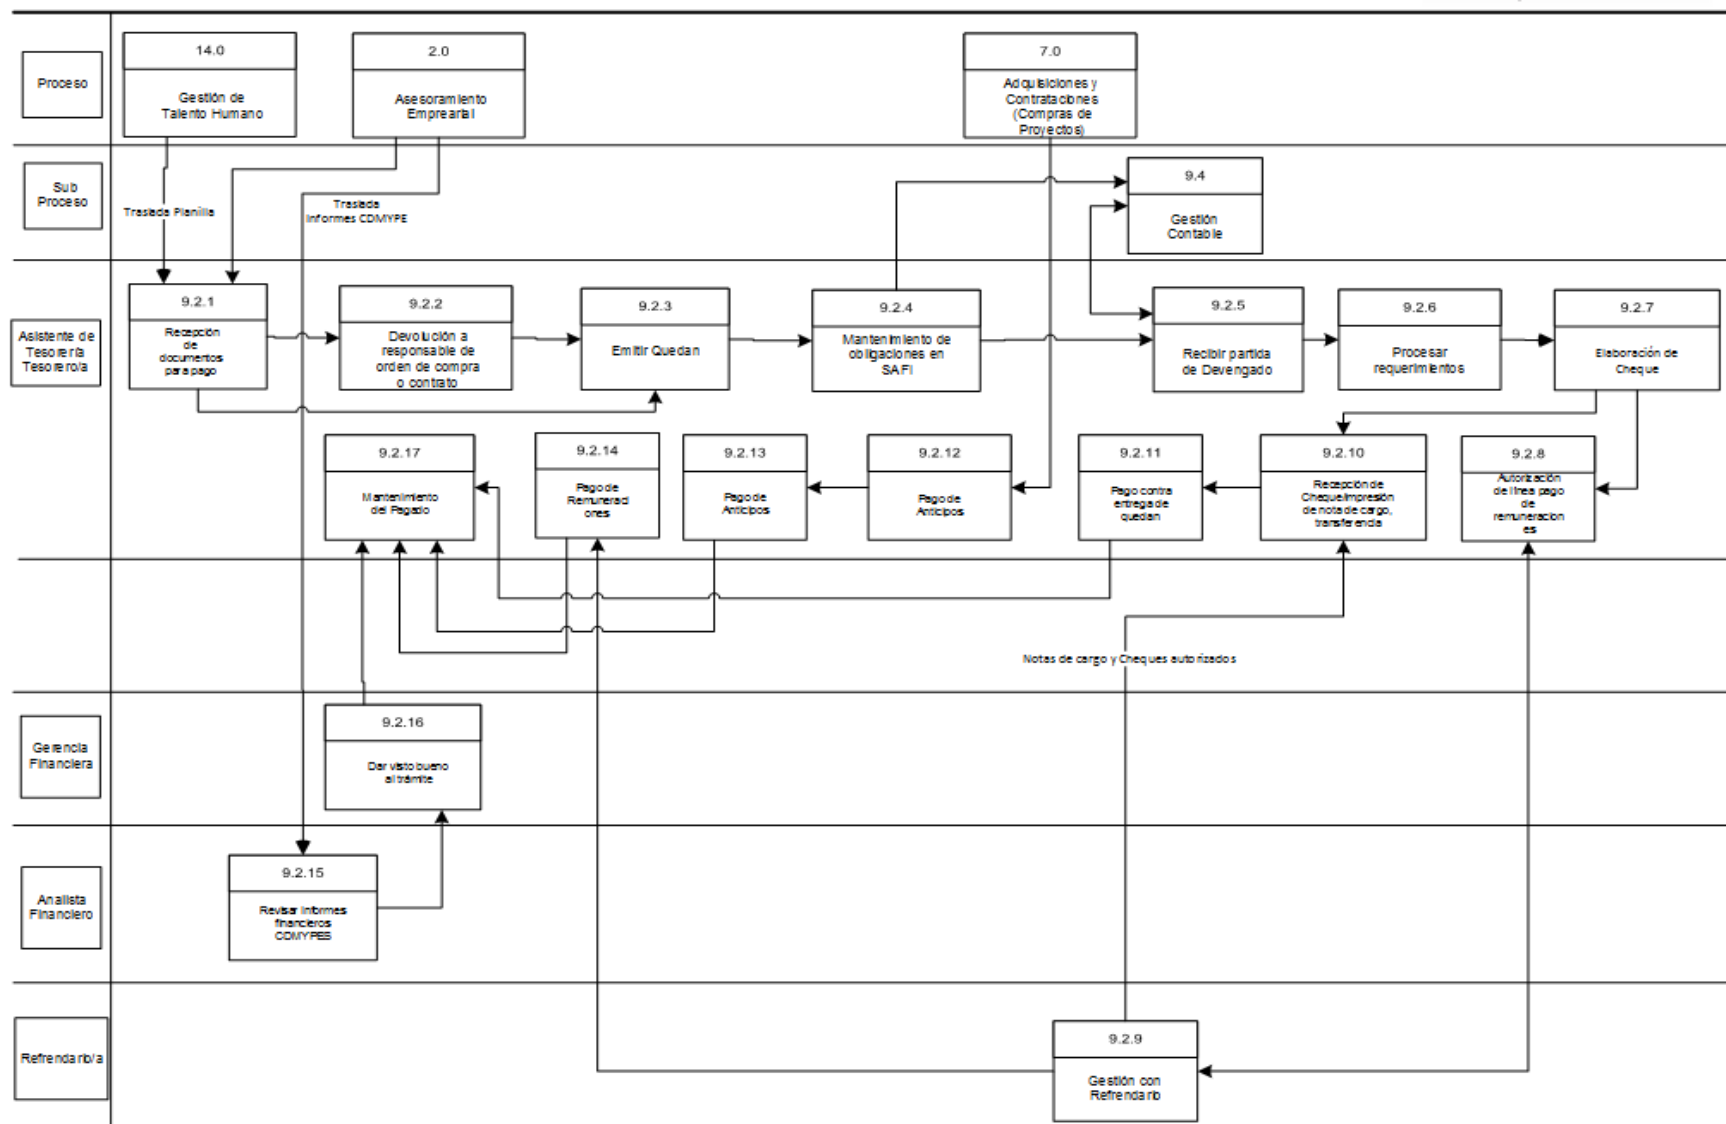 Proceso
14.0
Gestión de
Talento Humano
2.0
Asesoramiento
Emprearial
7.0
Adquisiciones y
Contrataciones
(Compras de
Proyectos)
Sub
Proceso
Traslada Planilla
Traslada
Informes CDMYPE
9.4
Gestión
Contable
Asistente de
Tesorería
Tesorero/a
9.2.1
Recepción
de
documentos
para pago
9.2.2
Devolución a
responsable de
orden de compra
o contrato
9.2.3
Emitir Quedan
9.2.4
Mantenimiento de
obligaciones en
SAFI
9.2.5
Recibir partida
de Devengado
9.2.6
Procesar
requerimientos
9.2.7
Elaboración de
Cheque
9.2.17
Mantenimiento
del Pagado
9.2.14
Pago de
Remuneraci
ones
9.2.13
Pago de
Anticipos
9.2.12
Pago de
Anticipos
9.2.11
Pago contra
entrega de
quedan
9.2.10
Recepción de
Cheque/impresión
de nota de cargo,
transferencia
9.2.8
Autorización
de línea pago
de
remuneracion
es
Notas de cargo y Cheques autorizados
Gerencia
Financiera
9.2.16
Dar visto bueno
al trámite
Analista
Financiero
9.2.15
Revisar informes
financieros
CDMYPES
Refrendario/a
9.2.9
Gestión con
Refrendario